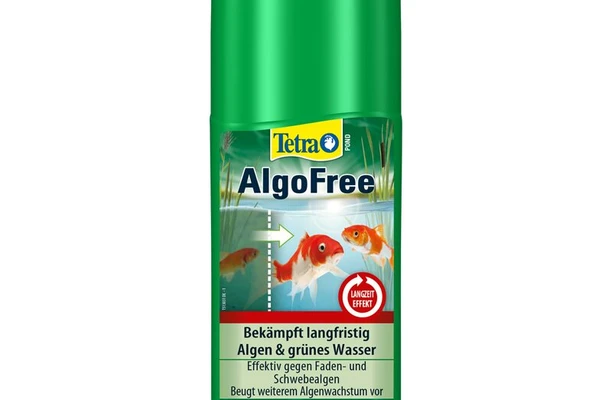 Tetra
POND
AlgoFree
LANGZEIT
EFFEKT
Bekämpft langfristig
Algen & grünes Wasser
Effektiv gegen Faden- und
Schwebealgen
Beugt weiterem Algenwachstum vor